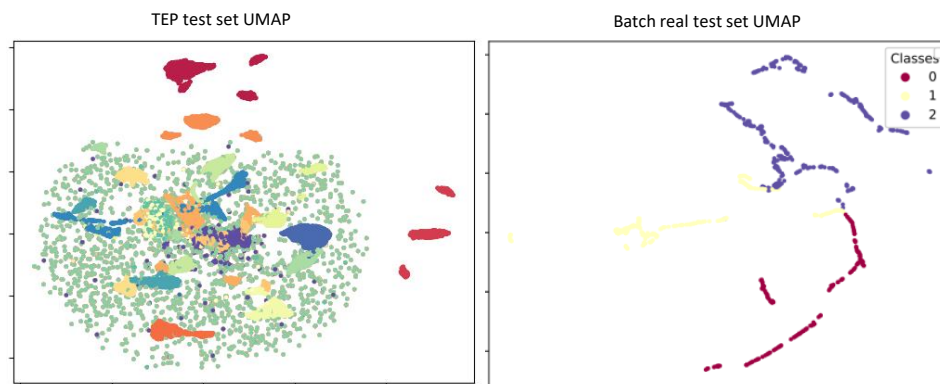 TEP test set UMAP
Batch real test set UMAP
Classes
0
1
2